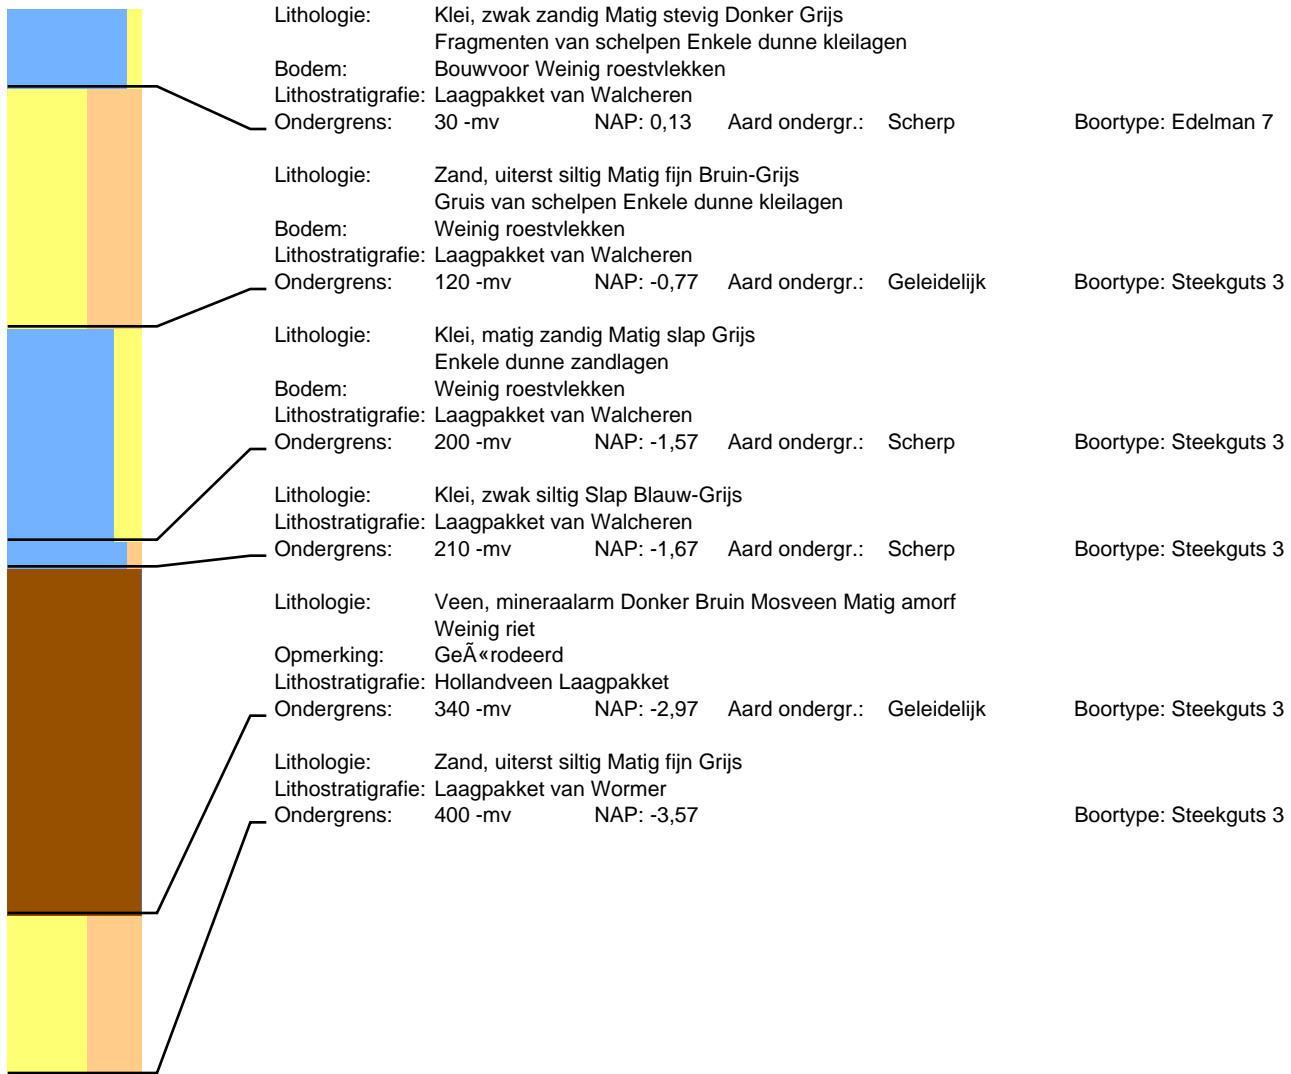 Lithologie: Klei, zwak zandig Matig stevig Donker Grijs
Fragmenten van schelpen Enkele dunne kleilagen
Bodem: Bouwvoor Weinig roestvlekken
Lithostratigrafie: Laagpakket van Walcheren
Ondergrens: 30 -mv NAP: 0,13 Aard ondergr.: Scherp Boortype: Edelman 7
Lithologie: Zand, uiterst siltig Matig fijn Bruin-Grijs
Gruis van schelpen Enkele dunne kleilagen
Bodem: Weinig roestvlekken
Lithostratigrafie: Laagpakket van Walcheren
Ondergrens: 120 -mv NAP: -0,77 Aard ondergr.: Geleidelijk Boortype: Steekguts 3
Lithologie: Klei, matig zandig Matig slap Grijs
Enkele dunne zandlagen
Bodem: Weinig roestvlekken
Lithostratigrafie: Laagpakket van Walcheren
Ondergrens: 200 -mv NAP: -1,57 Aard ondergr.: Scherp Boortype: Steekguts 3
Lithologie: Klei, zwak siltig Slap Blauw-Grijs
Lithostratigrafie: Laagpakket van Walcheren
Ondergrens: 210 -mv NAP: -1,67 Aard ondergr.: Scherp Boortype: Steekguts 3
Lithologie: Veen, mineraalarm Donker Bruin Mosveen Matig amorf
Weinig riet
Opmerking: GeÃ«rodeerd
Lithostratigrafie: Hollandveen Laagpakket
Ondergrens: 340 -mv NAP: -2,97 Aard ondergr.: Geleidelijk Boortype: Steekguts 3
Lithologie: Zand, uiterst siltig Matig fijn Grijs
Lithostratigrafie: Laagpakket van Wormer
Ondergrens: 400 -mv NAP: -3,57 Boortype: Steekguts 3